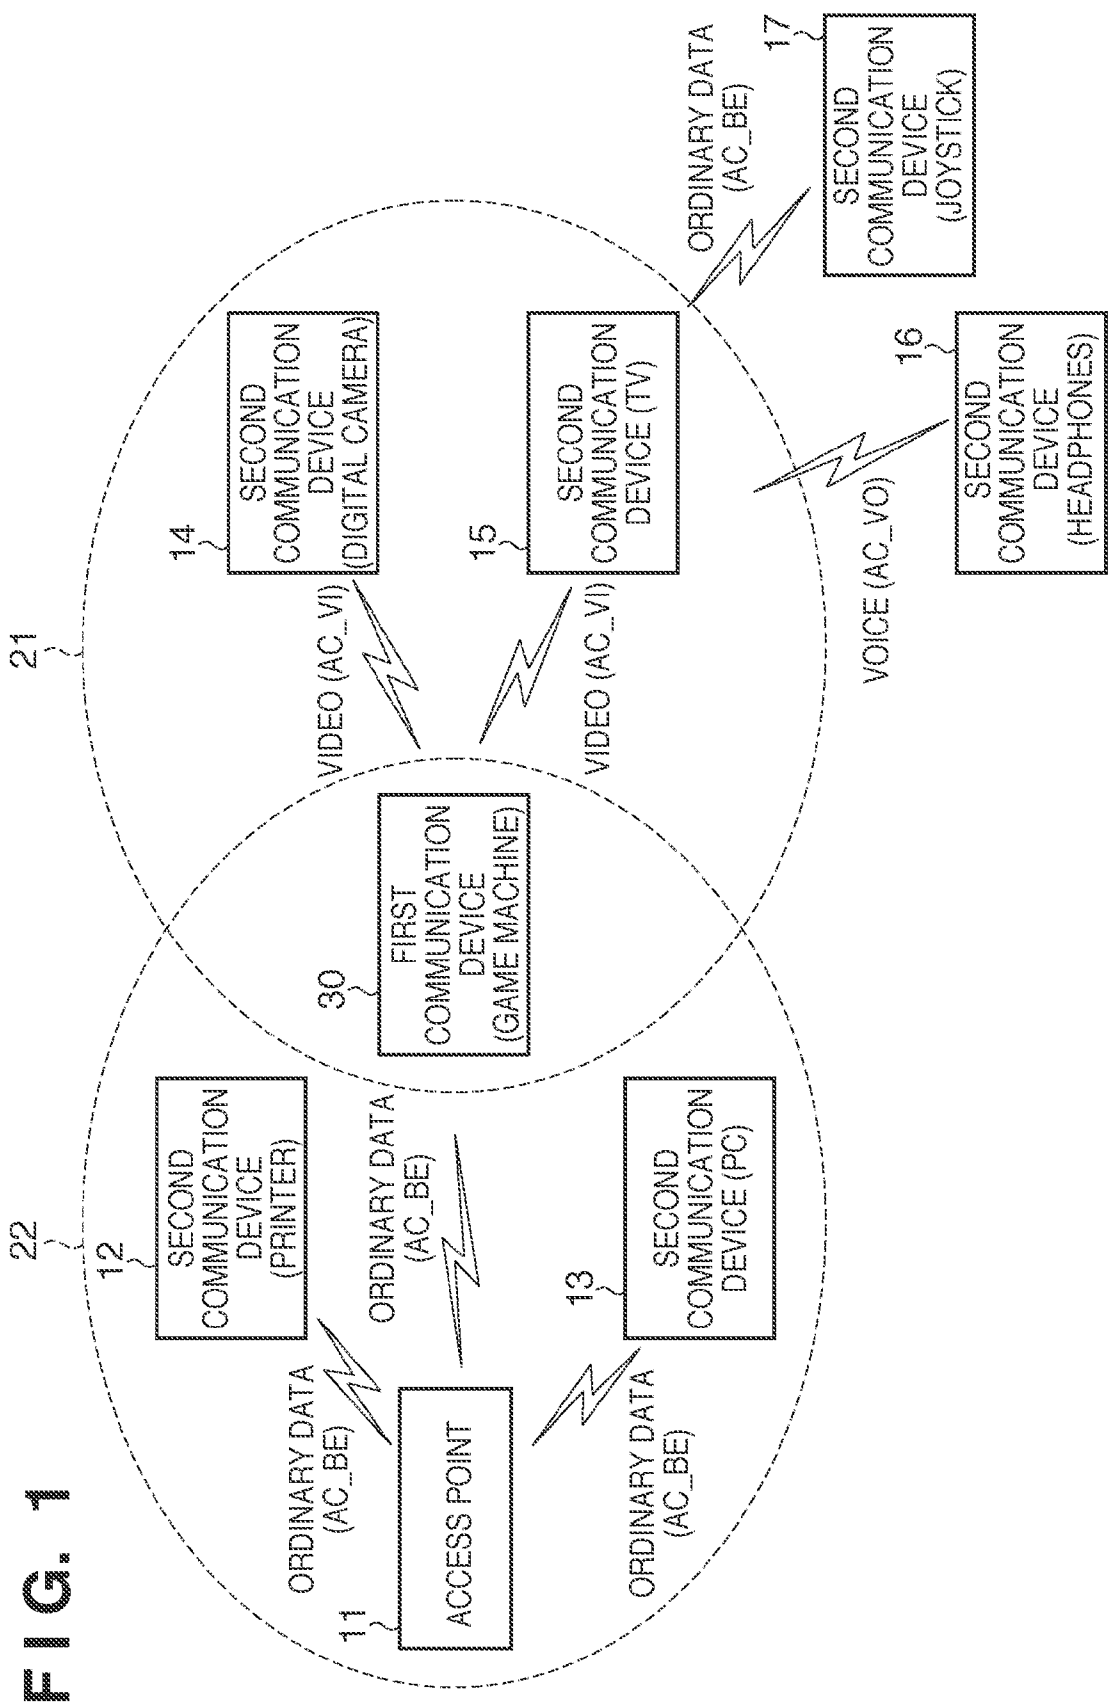 FIG. 1
22
21
12
SECOND
COMMUNICATION
DEVICE
(PRINTER)
14
SECOND
COMMUNICATION
DEVICE
(DIGITAL CAMERA)
ORDINARY DATA
(AC_BE)
VIDEO (AC_VI)
11
ACCESS POINT
ORDINARY DATA
(AC_BE)
30
FIRST
COMMUNICATION
DEVICE
(GAME MACHINE)
15
SECOND
COMMUNICATION
DEVICE (TV)
VIDEO (AC_VI)
13
SECOND
COMMUNICATION
DEVICE (PC)
ORDINARY DATA
(AC_BE)
ORDINARY DATA
(AC_BE)
17
SECOND
COMMUNICATION
DEVICE
(JOYSTICK)
VOICE (AC_VO)
16
SECOND
COMMUNICATION
DEVICE
(HEADPHONES)